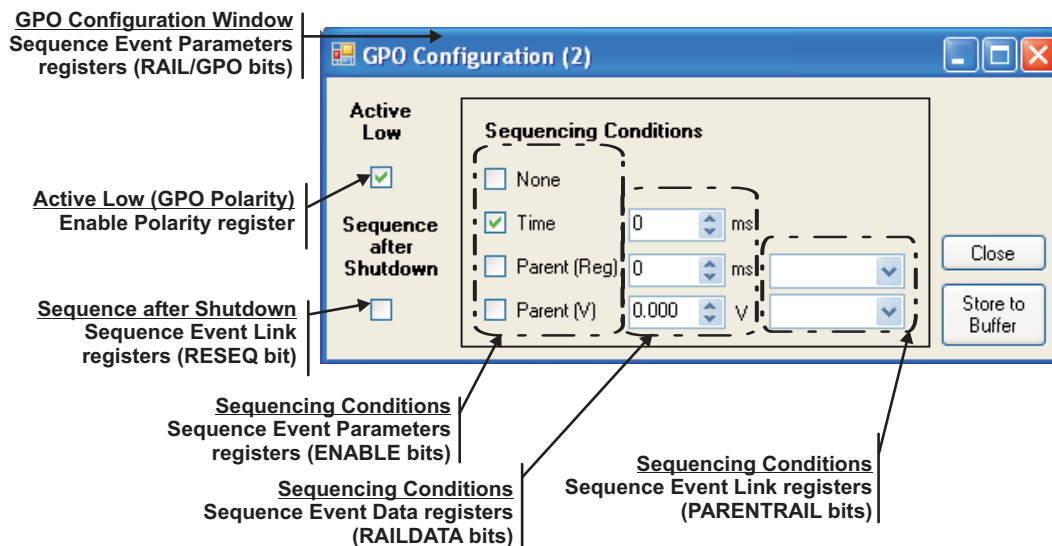 GPO Configuration Window
Sequence Event Parameters
registers (RAIL/GPO bits)
GPO Configuration (2)
Active
Low
Sequencing Conditions
None
Active Low (GPO Polarity)
Enable Polarity register
Sequence
after
Shutdown
Time
0
ms
Parent (Reg)
0
ms
Close
Parent (V)
0.000
V
Store to
Buffer
Sequence after Shutdown
Sequence Event Link
registers (RESEQ bit)
Sequencing Conditions
Sequence Event Parameters
registers (ENABLE bits)
Sequencing Conditions
Sequence Event Data registers
(RAILDATA bits)
Sequencing Conditions
Sequence Event Link registers
(PARENTRAIL bits)